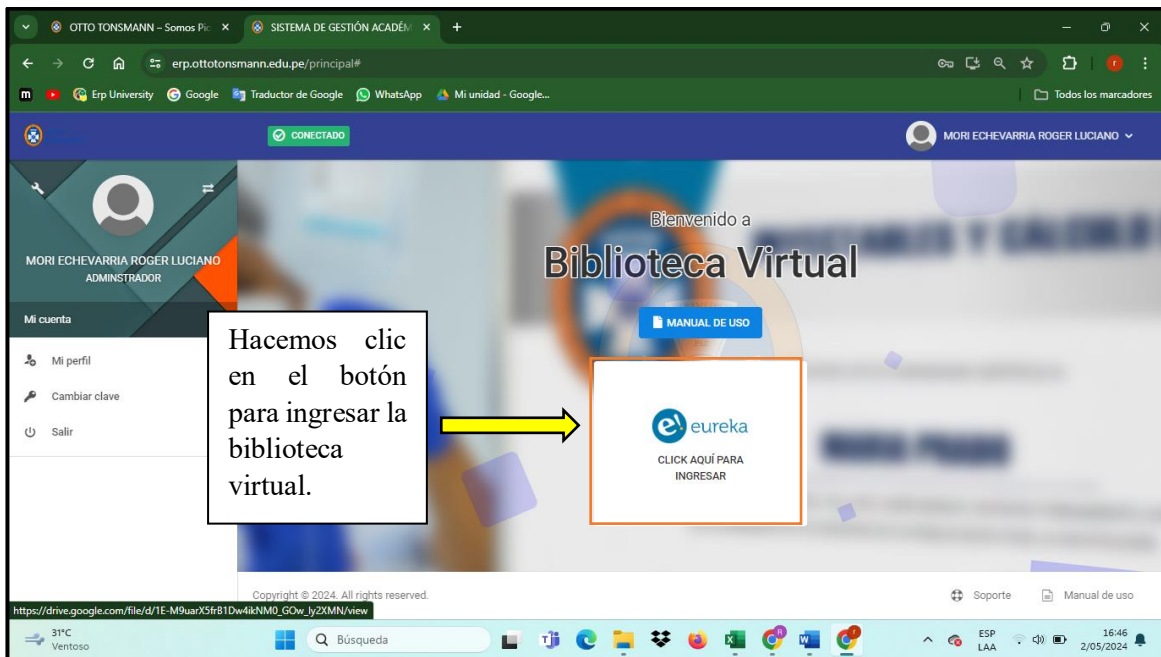 OTTO TONSMANN – Somos Pio
SISTEMA DE GESTIÓN ACADÉM
erp.ottotonsmann.edu.pe/principal#
Erp University
Google
Traductor de Google
WhatsApp
Mi unidad - Google...
Todos los marcadores
CONECTADO
MORI ECHEVARRIA ROGER LUCIANO
MORI ECHEVARRIA ROGER LUCIANO
ADMINSTRADOR
Mi cuenta
Mi perfil
Cambiar clave
Salir
Bienvenido a
Biblioteca Virtual
MANUAL DE USO
Hacemos clic
en el botón
para ingresar la
biblioteca
virtual.
eureka
CLICK AQUÍ PARA
INGRESAR
Copyright © 2024. All rights reserved.
Soporte
Manual de uso
https://drive.google.com/file/d/1E-M9uarX5frB1Dw4ikNM0_GOw_ly2XMN/view
31°C
Ventoso
Búsqueda
ESP
LAA
16:46
2/05/2024